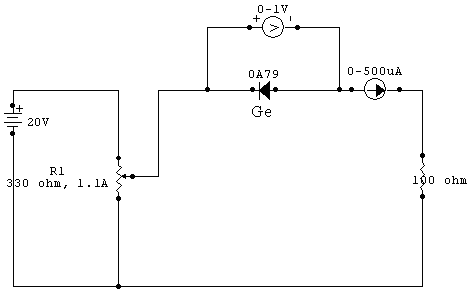 0-1V
+ -
0A79
0-500uA
Ge
+
20V
R1
330 ohm, 1.1A
100 ohm